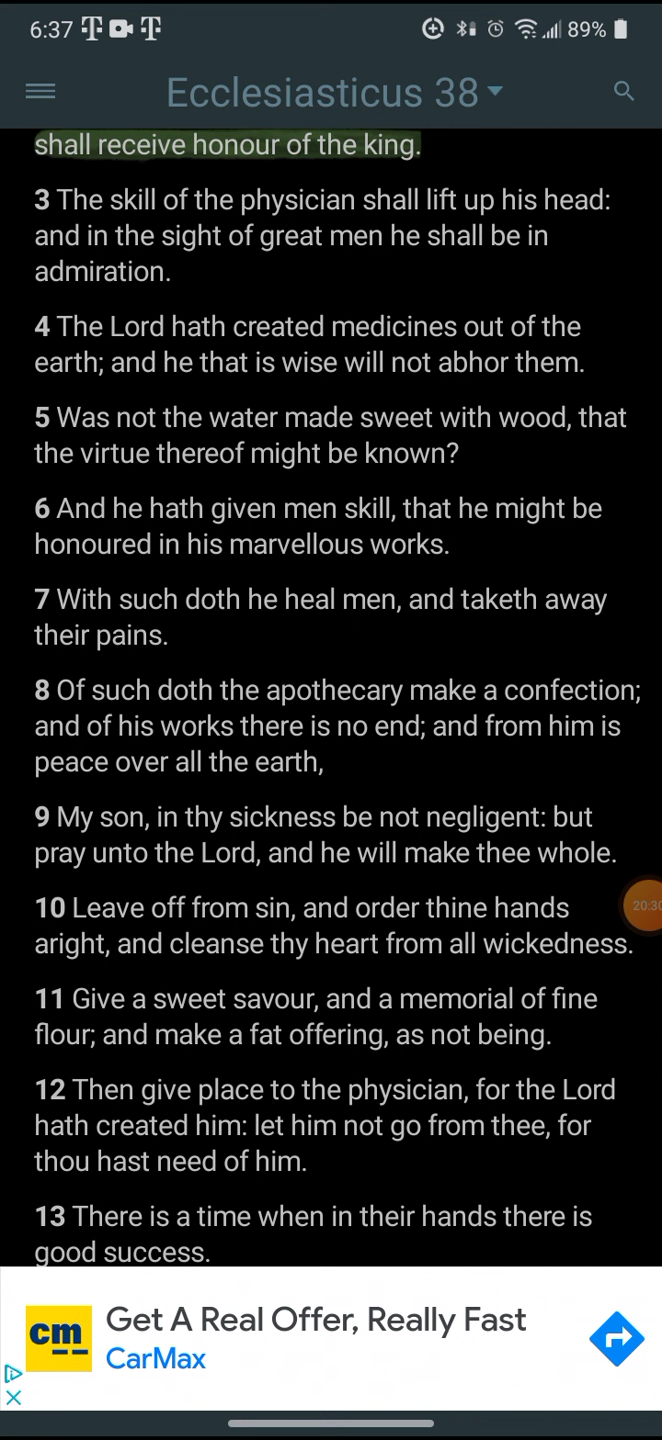 6:37 89%
Ecclesiasticus 38
shall receive honour of the king.
3 The skill of the physician shall lift up his head:
and in the sight of great men he shall be in
admiration.
4 The Lord hath created medicines out of the
earth; and he that is wise will not abhor them.
5 Was not the water made sweet with wood, that
the virtue thereof might be known?
6 And he hath given men skill, that he might be
honoured in his marvellous works.
7 With such doth he heal men, and taketh away
their pains.
8 Of such doth the apothecary make a confection;
and of his works there is no end; and from him is
peace over all the earth,
9 My son, in thy sickness be not negligent: but
pray unto the Lord, and he will make thee whole.
10 Leave off from sin, and order thine hands
aright, and cleanse thy heart from all wickedness.
20:30
11 Give a sweet savour, and a memorial of fine
flour; and make a fat offering, as not being.
12 Then give place to the physician, for the Lord
hath created him: let him not go from thee, for
thou hast need of him.
13 There is a time when in their hands there is
good success.
cm
Get A Real Offer, Really Fast
CarMax